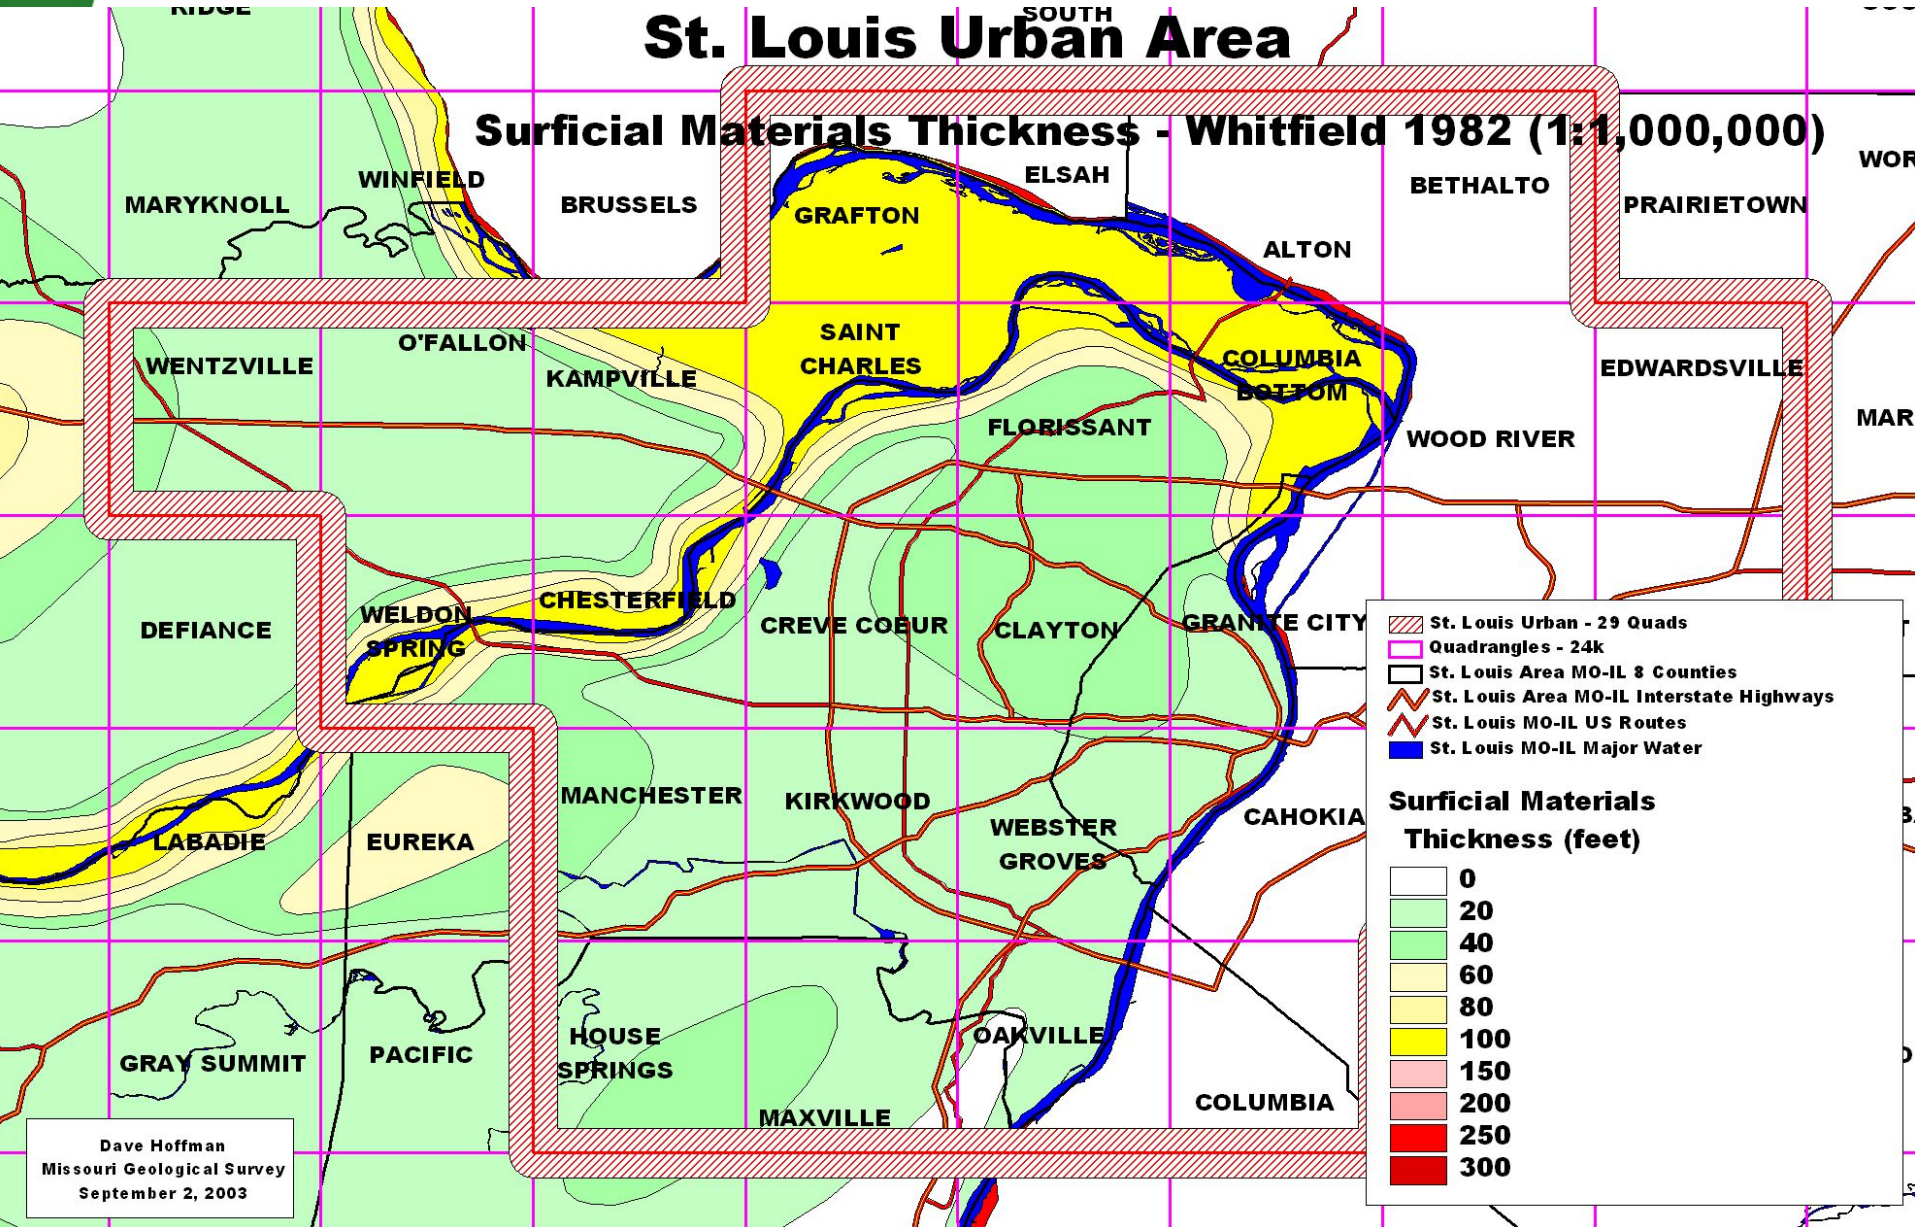 RIDGE
SOUTH
St. Louis Urban Area
Surficial Materials Thickness - Whitfield 1982 (1:1,000,000)
WINFIELD
MARYKNOLL
BRUSSELS
GRAFTON
ELSAH
BETHALTO
PRAIRIETOWN
WOR
ALTON
WENTZVILLE
O'FALLON
KAMPVILLE
SAINT
CHARLES
COLUMBIA
BOTTOM
EDWARDSVILLE
FLORISSANT
WOOD RIVER
MAR
DEFIANCE
WELDON
SPRING
CHESTERFIELD
CREVE COEUR
CLAYTON
GRANITE CITY
LABADIE
EUREKA
MANCHESTER
KIRKWOOD
WEBSTER
GROVES
CAHOKIA
GRAY SUMMIT
PACIFIC
HOUSE
SPRINGS
MAXVILLE
OAKVILLE
COLUMBIA
St. Louis Urban - 29 Quads
Quadrangles - 24k
St. Louis Area MO-IL 8 Counties
St. Louis Area MO-IL Interstate Highways
St. Louis MO-IL US Routes
St. Louis MO-IL Major Water
Surficial Materials
Thickness (feet)
0
20
40
60
80
100
150
200
250
300
Dave Hoffman
Missouri Geological Survey
September 2, 2003